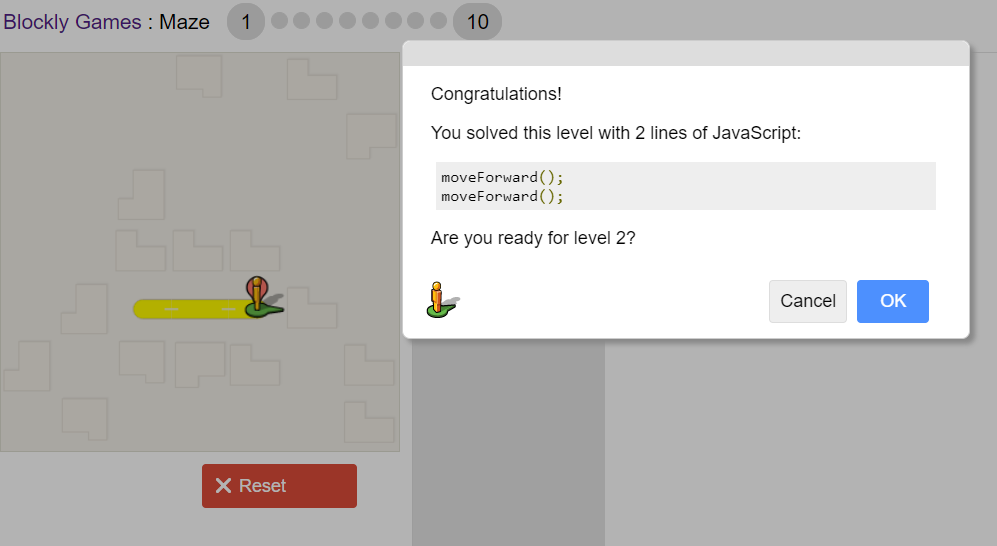 Blockly Games : Maze 1 10
Congratulations!
You solved this level with 2 lines of JavaScript:
moveForward();
moveForward();
Are you ready for level 2?
Cancel OK
Reset